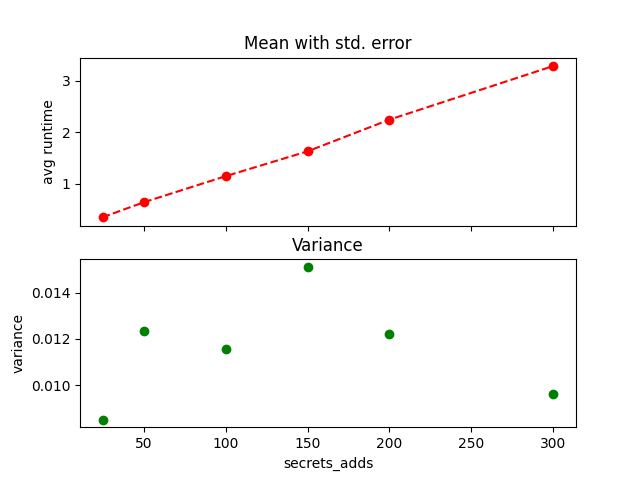 Mean with std. error
3
2
1
avg runtime
Variance
0.014
0.012
0.010
variance
50 100 150 200 250 300
secrets_adds